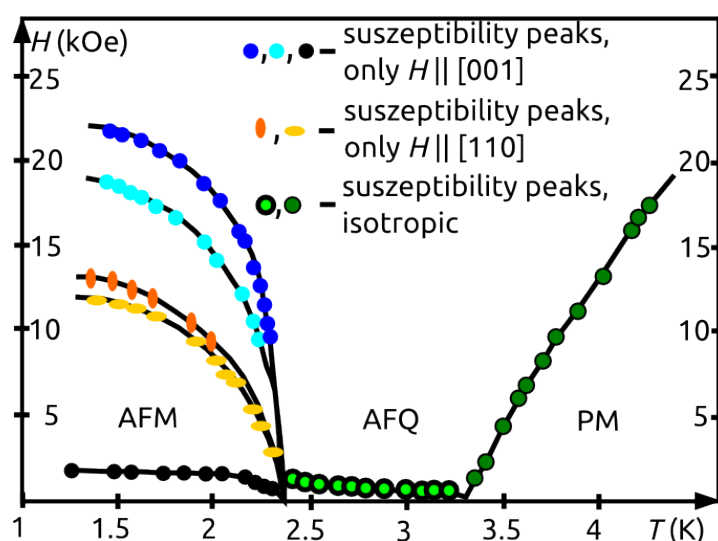 H (kOe)
suszeptibility peaks,
only H || [001]
suszeptibility peaks,
only H || [110]
suszeptibility peaks,
isotropic
25
25
20
20
15
15
10
10
5
5
AFM
AFQ
PM
1
1.5
2
2.5
3
3.5
4
T (K)